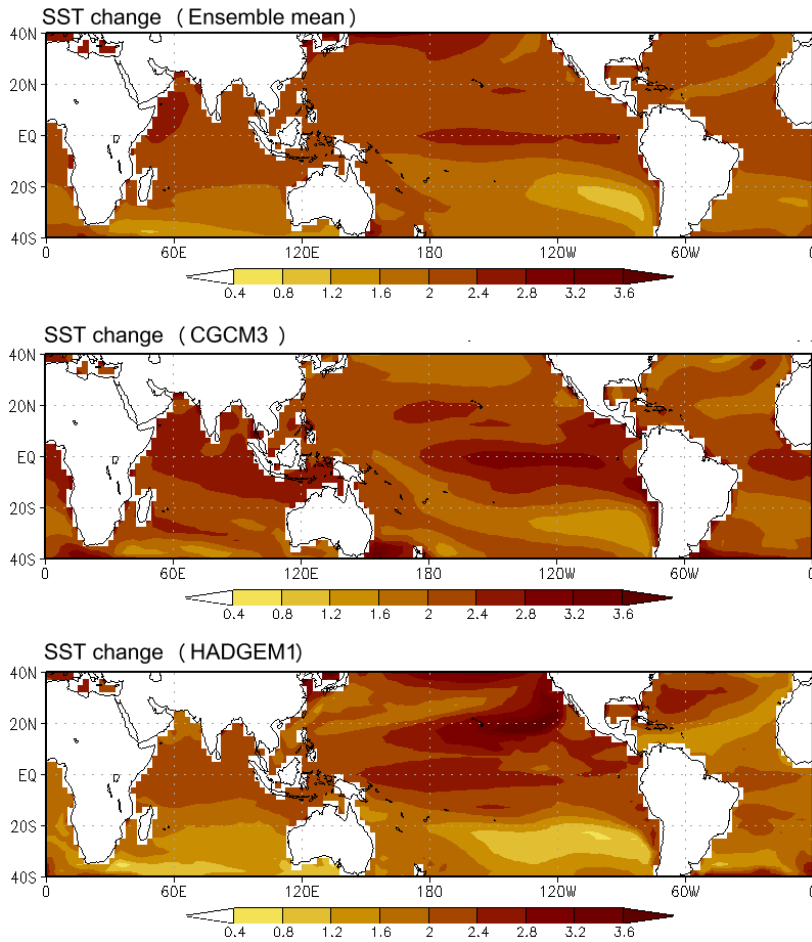 SST change （Ensemble mean）
40N
20N
EQ
20S
40S
0 60E 120E 180 120W 60W 0
0.4 0.8 1.2 1.6 2 2.4 2.8 3.2 3.6
SST change （CGCM3 ）
40N
20N
EQ
20S
40S
0 60E 120E 180 120W 60W 0
0.4 0.8 1.2 1.6 2 2.4 2.8 3.2 3.6
SST change （HADGEM1)
40N
20N
EQ
20S
40S
0 60E 120E 180 120W 60W 0
0.4 0.8 1.2 1.6 2 2.4 2.8 3.2 3.6